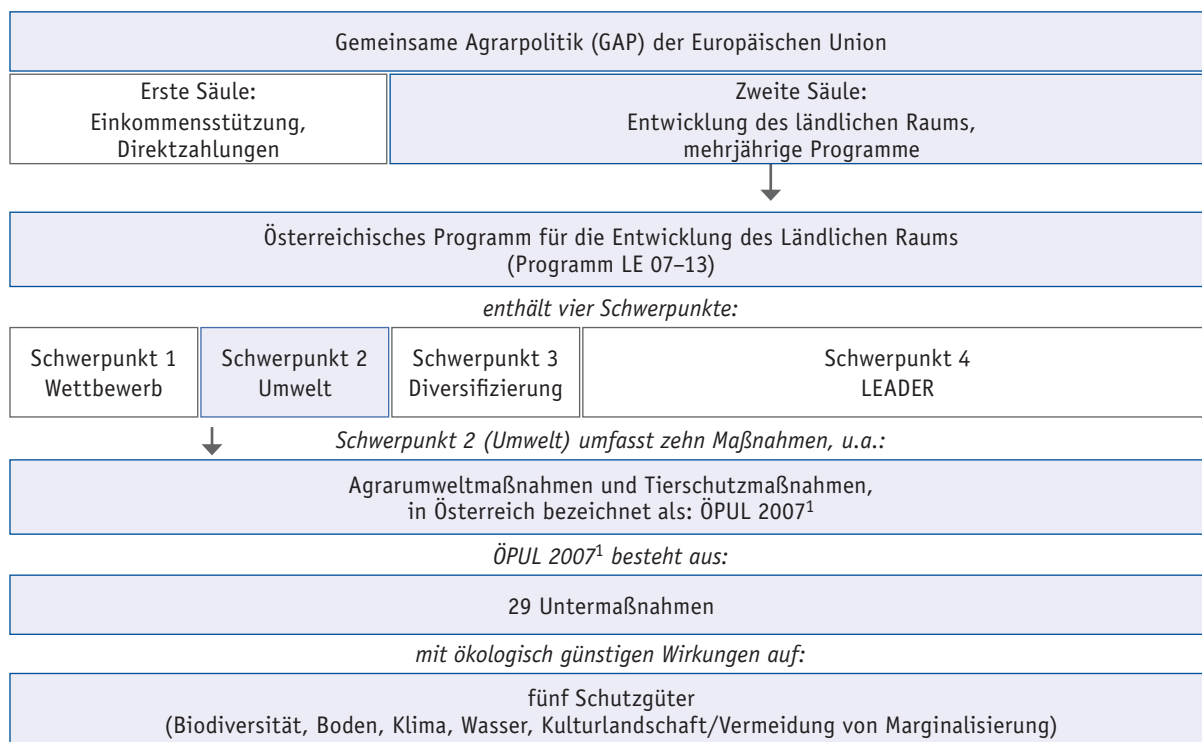 Gemeinsame Agrarpolitik (GAP) der Europäischen Union
Erste Säule:
Einkommensstützung,
Direktzahlungen
Zweite Säule:
Entwicklung des ländlichen Raums,
mehrjährige Programme
Österreichisches Programm für die Entwicklung des Ländlichen Raums
(Programm LE 07–13)
enthält vier Schwerpunkte:
Schwerpunkt 1
Wettbewerb
Schwerpunkt 2
Umwelt
Schwerpunkt 3
Diversifizierung
Schwerpunkt 4
LEADER
Schwerpunkt 2 (Umwelt) umfasst zehn Maßnahmen, u.a.:
Agrarumweltmaßnahmen und Tierschutzmaßnahmen,
in Österreich bezeichnet als: ÖPUL 2007¹
ÖPUL 2007¹ besteht aus:
29 Untermaßnahmen
mit ökologisch günstigen Wirkungen auf:
fünf Schutzgüter
(Biodiversität, Boden, Klima, Wasser, Kulturlandschaft/Vermeidung von Marginalisierung)